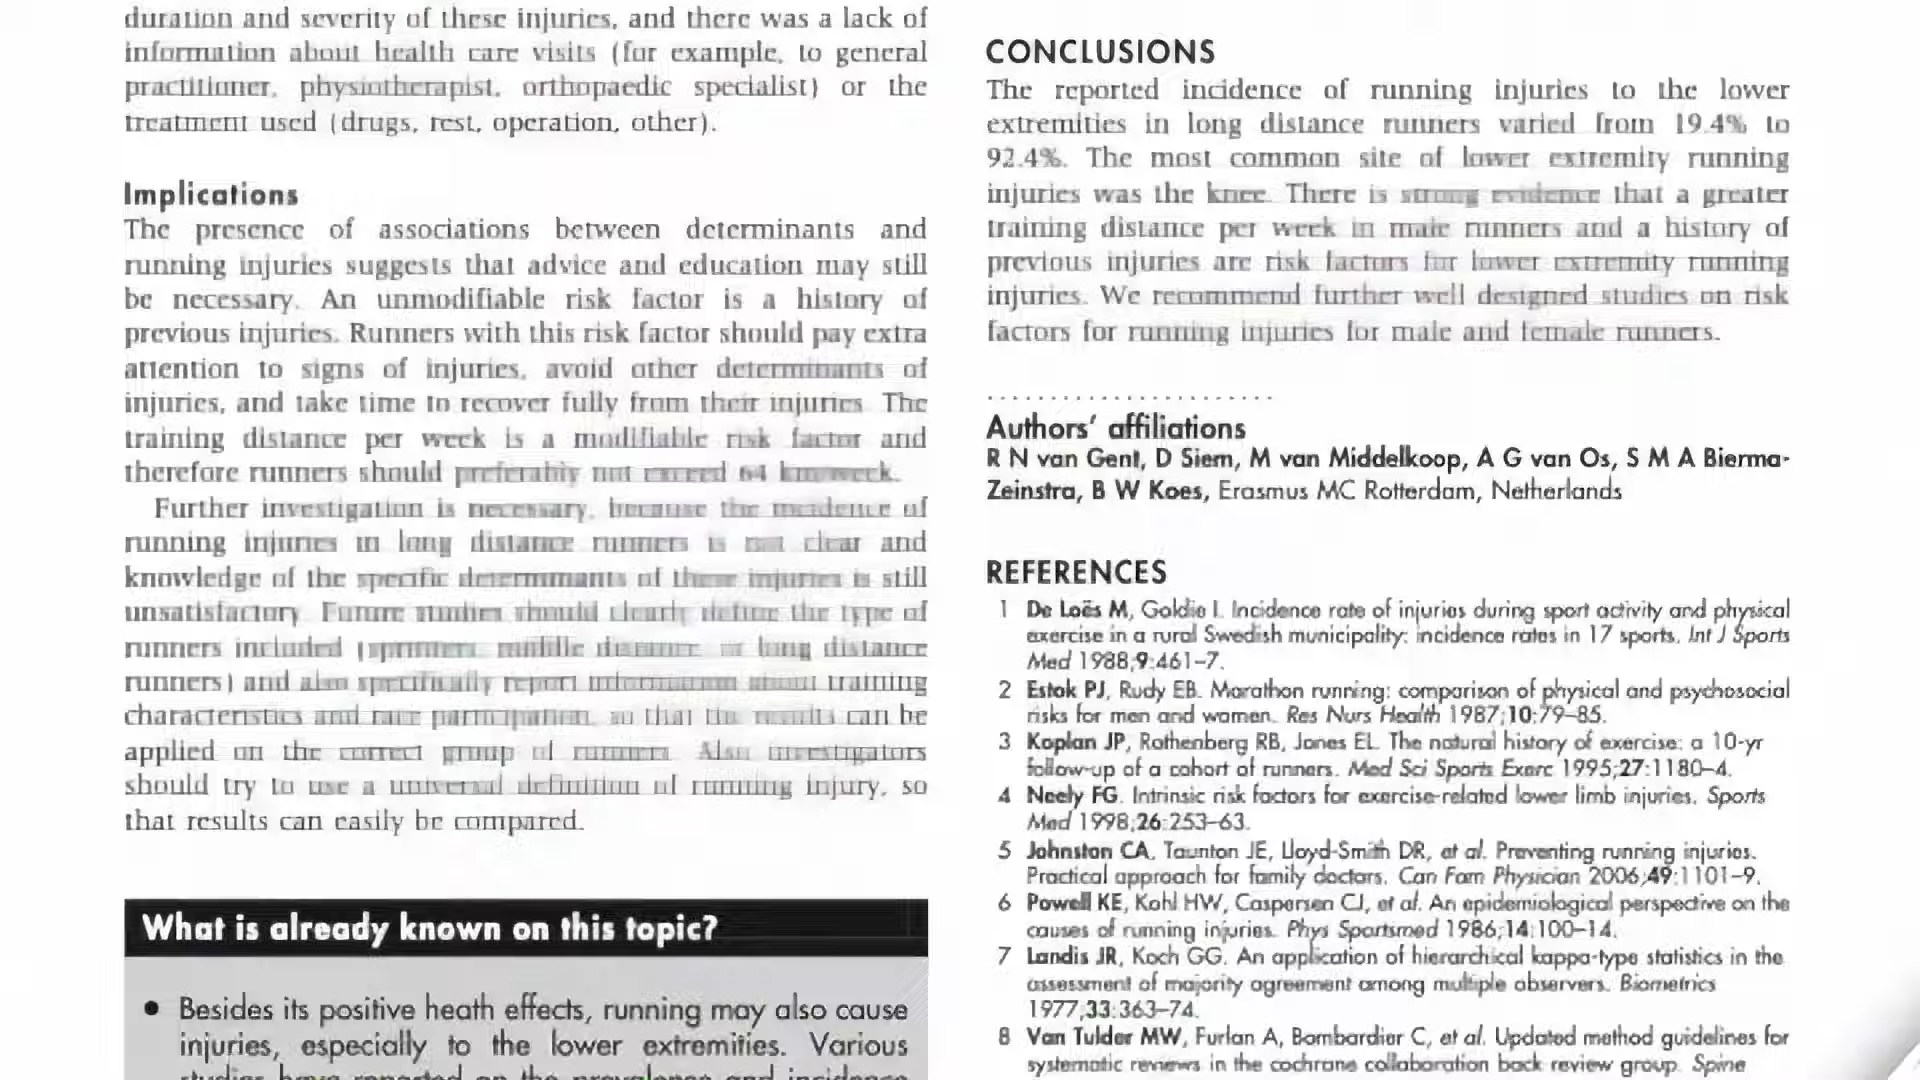 duration and severity of these injuries, and there was a lack of
information about health care visits (for example, to general
practitioner, physiotherapist, orthopaedic specialist) or the
treatment used (drugs, rest, operation, other).
Implications
The presence of associations between determinants and
running injuries suggests that advice and education may still
be necessary. An unmodifiable risk factor is a history of
previous injuries. Runners with this risk factor should pay extra
attention to signs of injuries, avoid other determinants of
injuries, and take time to recover fully from their injuries. The
training distance per week is a modifiable risk factor and
therefore runners should preferably not exceed 64 km/week.
Further investigation is necessary, because the incidence of
running injuries in long distance runners is not clear and
knowledge of the specific determinants of these injuries is still
unsatisfactory. Future studies should clearly define the type of
runners included (sprinters, middle distance, or long distance
runners) and also specifically report information about training
characteristics and race participation, so that the results can be
applied on the correct group of runners. Also investigators
should try to use a universal definition of running injury, so
that results can easily be compared.
What is already known on this topic?
• Besides its positive heath effects, running may also cause
injuries, especially to the lower extremities. Various
studies have reported on the prevalence and incidence
CONCLUSIONS
The reported incidence of running injuries to the lower
extremities in long distance runners varied from 19.4% to
92.4%. The most common site of lower extremity running
injuries was the knee. There is strong evidence that a greater
training distance per week in male runners and a history of
previous injuries are risk factors for lower extremity running
injuries. We recommend further well designed studies on risk
factors for running injuries for male and female runners.
Authors' affiliations
R N van Gent, D Siem, M van Middelkoop, A G van Os, S M A Bierma-
Zeinstra, B W Koes, Erasmus MC Rotterdam, Netherlands
REFERENCES
1 De Loës M, Goldie I. Incidence rate of injuries during sport activity and physical
exercise in a rural Swedish municipality: incidence rates in 17 sports. Int J Sports
Med 1988;9:461–7.
2 Estok PJ, Rudy EB. Marathon running: comparison of physical and psychosocial
risks for men and women. Res Nurs Health 1987;10:79–85.
3 Koplan JP, Rothenberg RB, Jones EL. The natural history of exercise: a 10-yr
follow-up of a cohort of runners. Med Sci Sports Exerc 1995;27:1180–4.
4 Neely FG. Intrinsic risk factors for exercise-related lower limb injuries. Sports
Med 1998;26:253–63.
5 Johnston CA, Taunton JE, Lloyd-Smith DR, et al. Preventing running injuries.
Practical approach for family doctors. Can Fam Physician 2006;49:1101–9.
6 Powell KE, Kohl HW, Caspersen CJ, et al. An epidemiological perspective on the
causes of running injuries. Phys Sportsmed 1986;14:100–14.
7 Landis JR, Koch GG. An application of hierarchical kappa-type statistics in the
assessment of majority agreement among multiple observers. Biometrics
1977;33:363–74.
8 Van Tulder MW, Furlan A, Bombardier C, et al. Updated method guidelines for
systematic reviews in the cochrane collaboration back review group. Spine